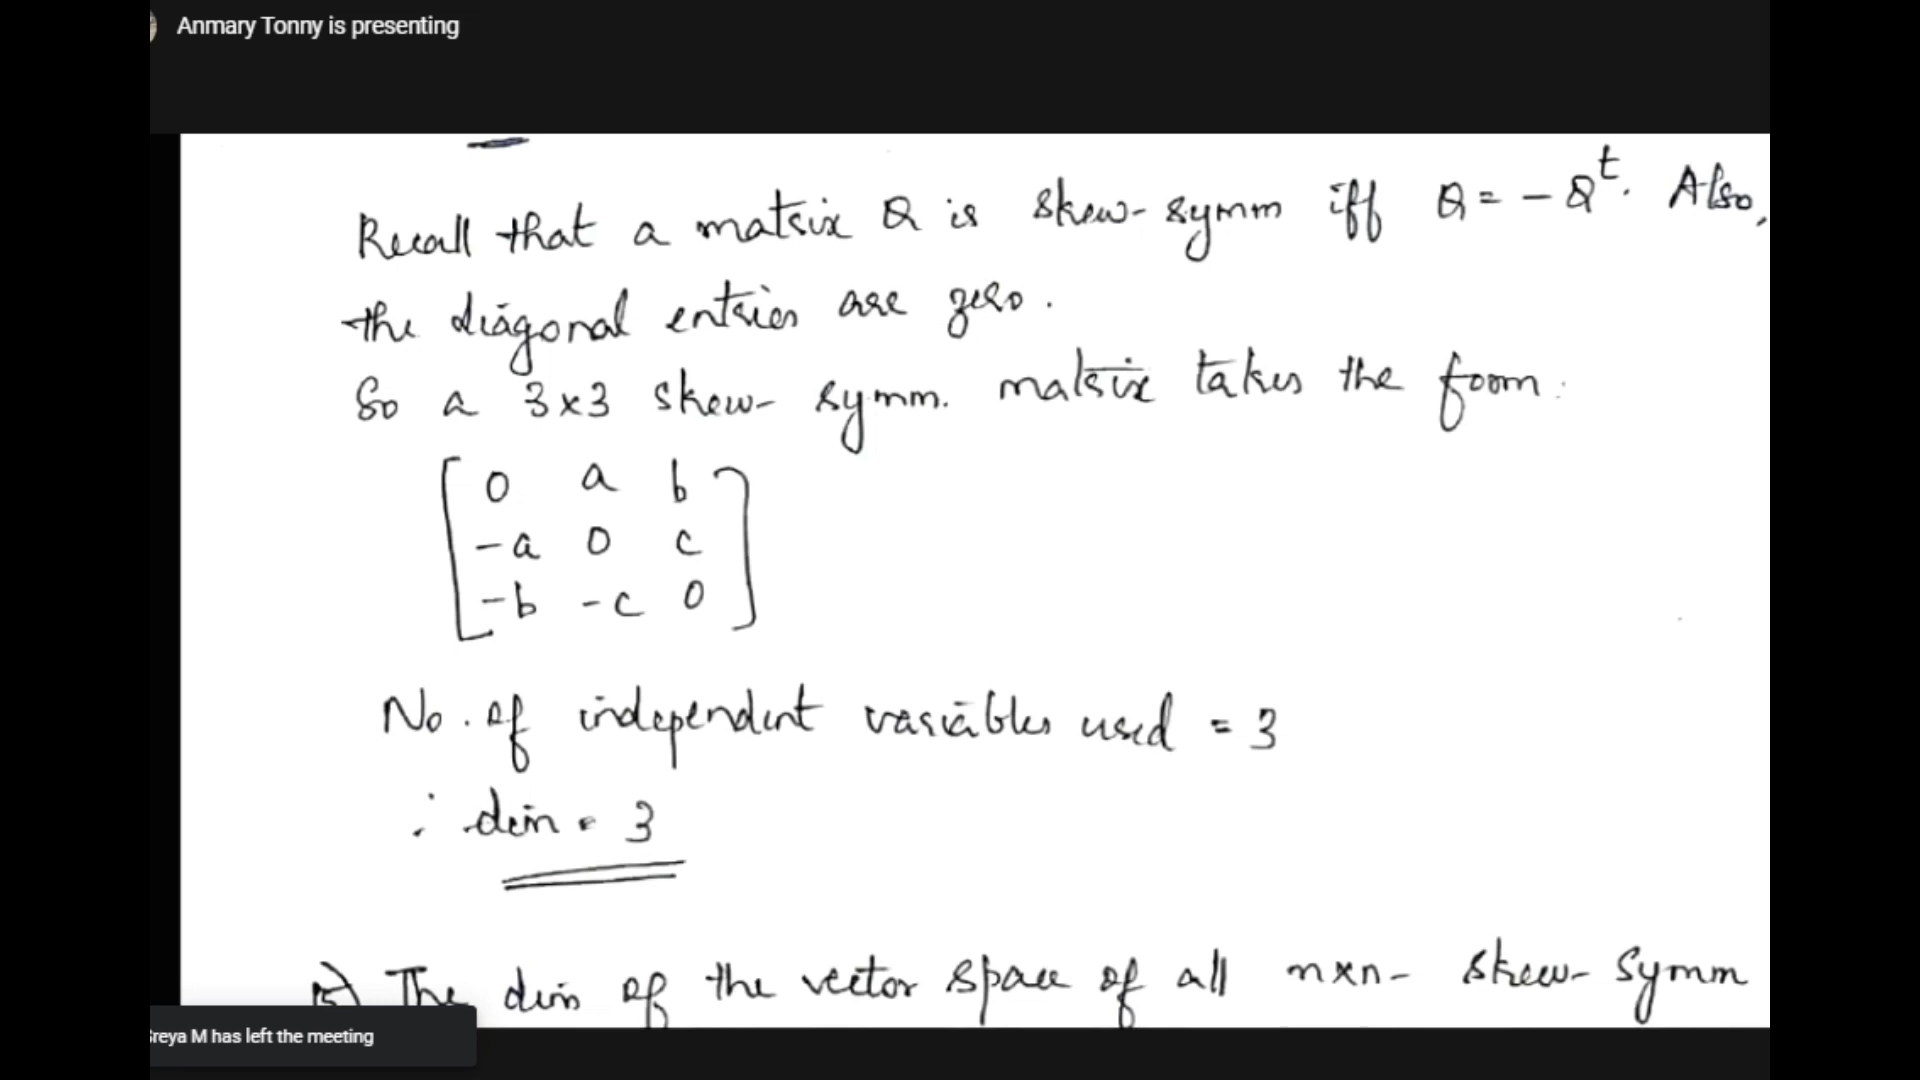 Anmary Tonny is presenting
Recall that a matrix Q is skew-symm iff Q = - Qᵗ. Also,
the diagonal entries are zero.
So a 3x3 skew-symm. matrix takes the form:
0 a b
-a 0 c
-b -c 0
No. of independent variables used = 3
∴ dim = 3
5) The dim of the vector space of all nxn- skew-symm
reya M has left the meeting